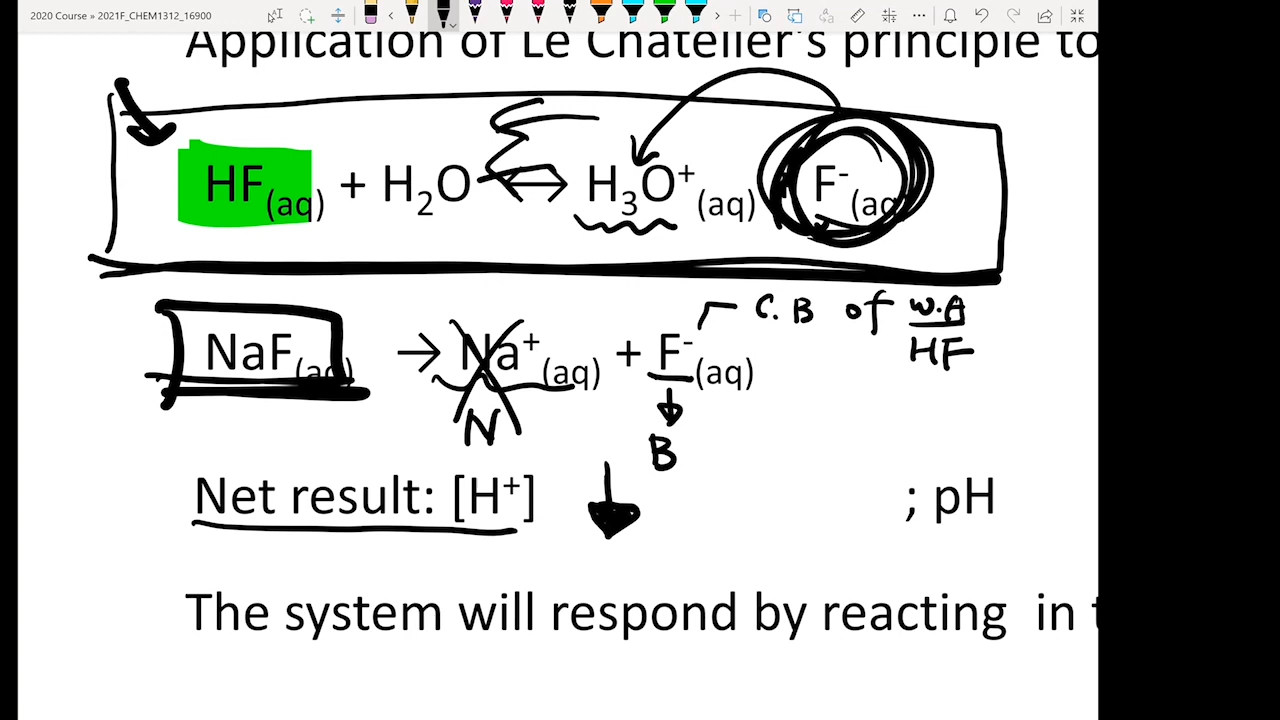 2020 Course » 2021F_CHEM1312_16900
Application of Le Chatelier's principle to
HF(aq) + H₂O ⟺ H₃O⁺(aq) F⁻(aq
C.B of W.A
HF
NaF(aq) → Na⁺(aq) + F⁻(aq)
N
B
Net result: [H⁺] ↓ ; pH
The system will respond by reacting in t